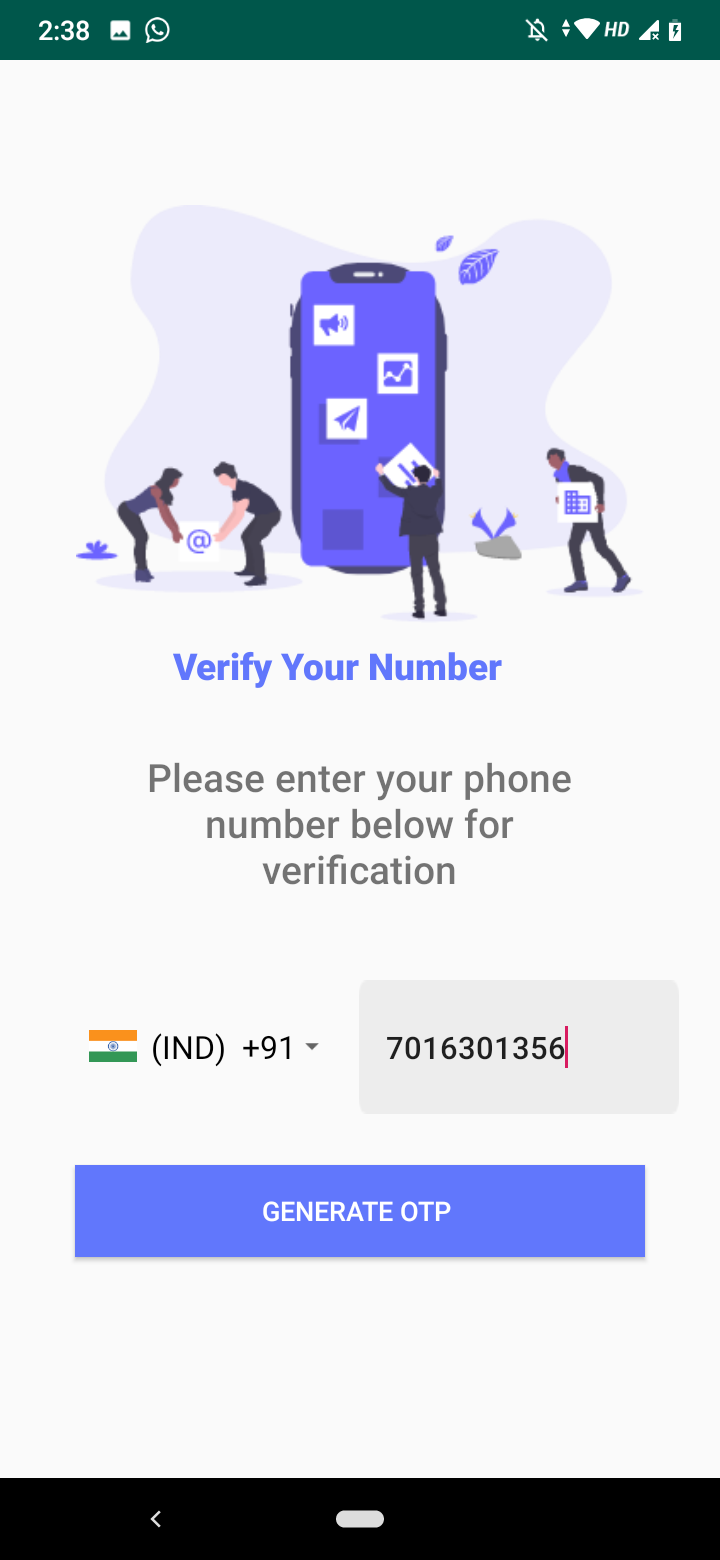 2:38 HD
@
Verify Your Number
Please enter your phone
number below for
verification
(IND) +91 7016301356
GENERATE OTP